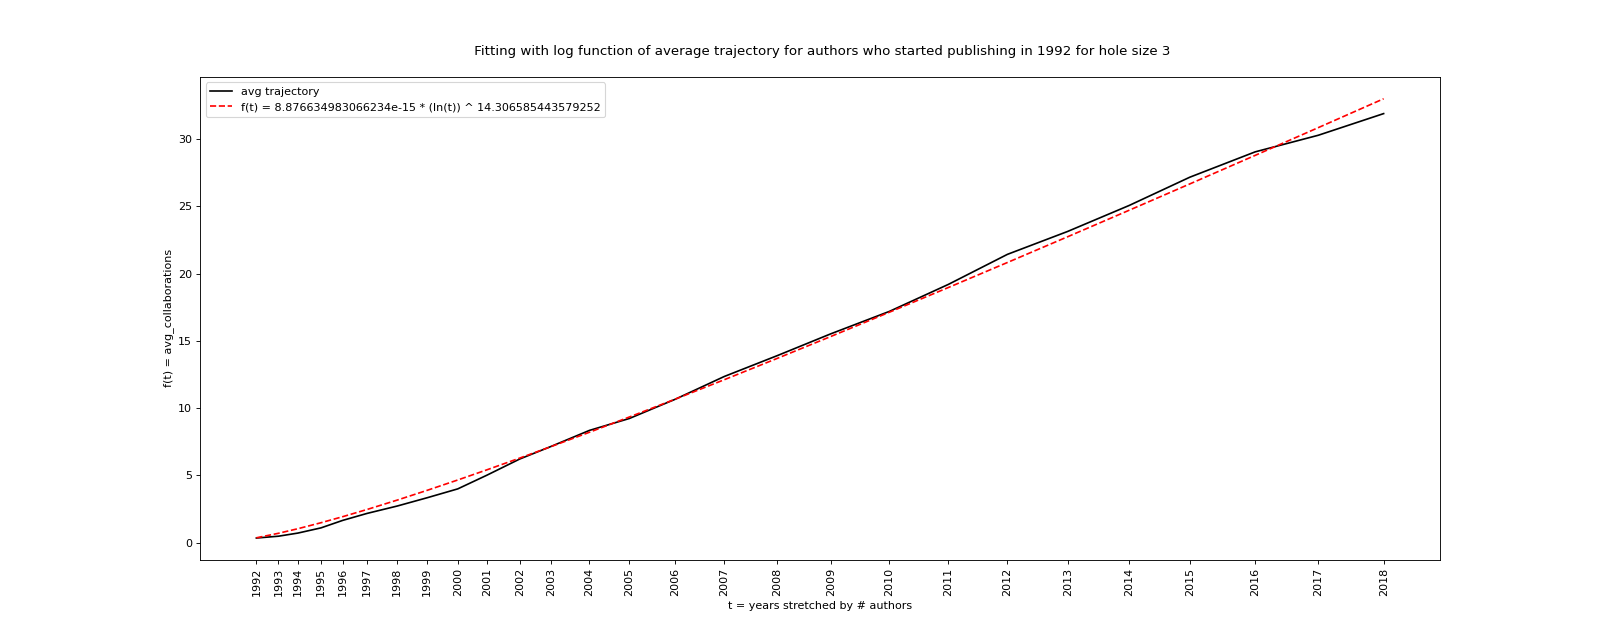 Fitting with log function of average trajectory for authors who started publishing in 1992 for hole size 3
avg trajectory
f(t) = 8.876634983066234e-15 * (ln(t)) ^ 14.306585443579252
30
25
20
15
10
5
0
f(t) = avg_collaborations
1992 1993 1994 1995 1996 1997 1998 1999 2000 2001 2002 2003 2004 2005 2006 2007 2008 2009 2010 2011 2012 2013 2014 2015 2016 2017 2018
t = years stretched by # authors